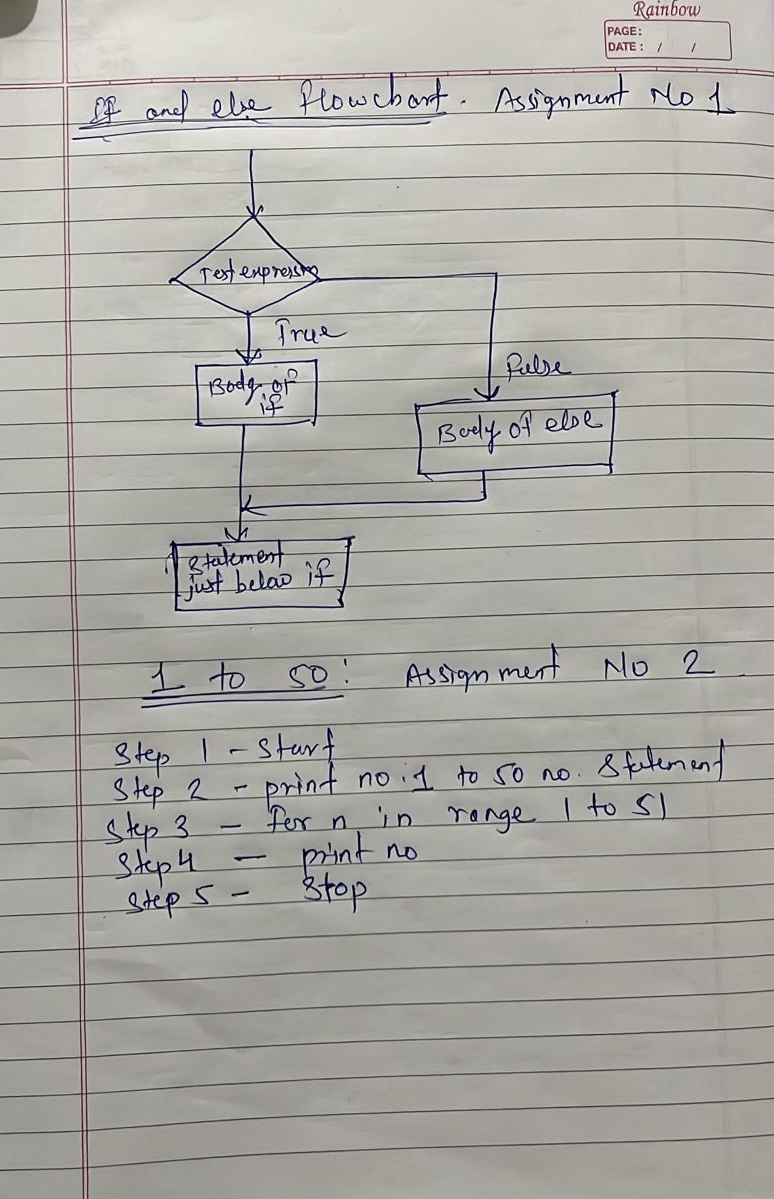 Rainbow
PAGE:
DATE: / /
If and else flowchart. Assignment No 1
Test expression
True
False
Body of
if
Body of else
Statement
just below if
1 to 50: Assignment No 2
Step 1 - Start
Step 2 - print no. 1 to 50 no. Statement
Step 3 - for n in range 1 to 51
Step 4 - print no
Step 5 - Stop